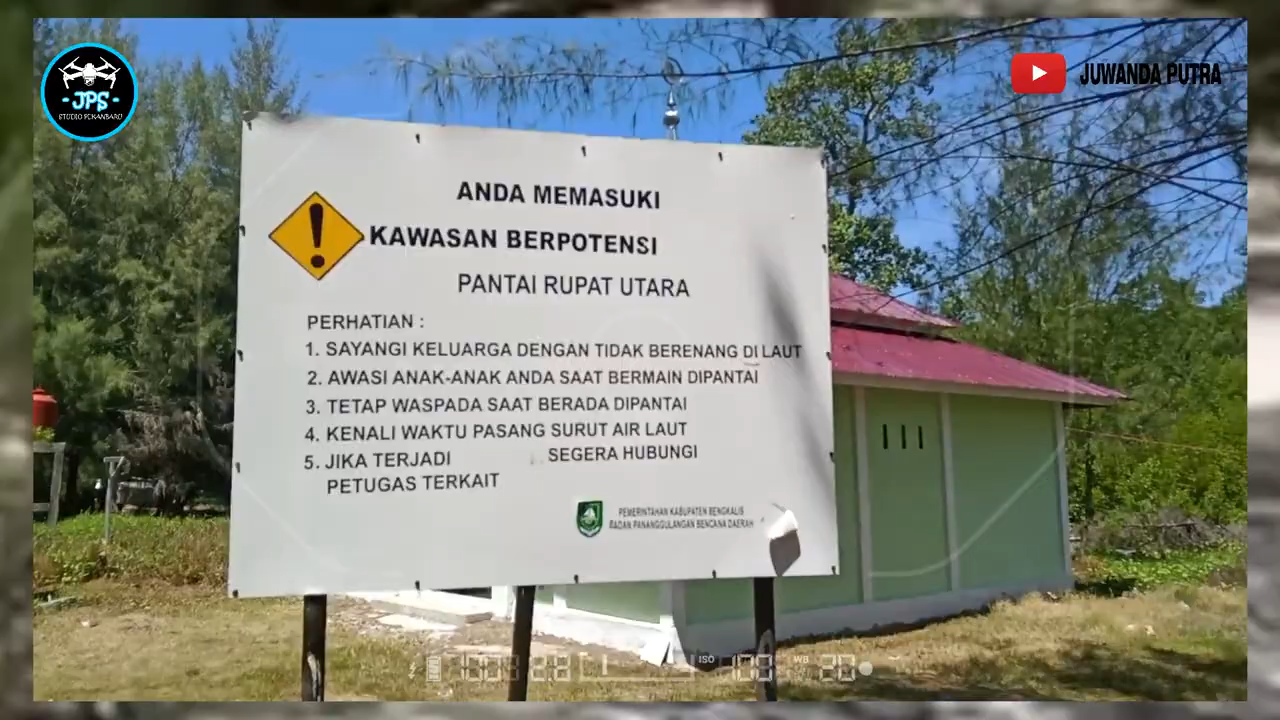 JPS
STUDIO PEKANBARU
JUWANDA PUTRA
ANDA MEMASUKI
KAWASAN BERPOTENSI
PANTAI RUPAT UTARA
PERHATIAN :
1. SAYANGI KELUARGA DENGAN TIDAK BERENANG DI LAUT
2. AWASI ANAK-ANAK ANDA SAAT BERMAIN DIPANTAI
3. TETAP WASPADA SAAT BERADA DIPANTAI
4. KENALI WAKTU PASANG SURUT AIR LAUT
5. JIKA TERJADI SEGERA HUBUNGI
PETUGAS TERKAIT
PEMERINTAHAN KABUPATEN BENGKALIS
BADAN PANANGGULANGAN BENCANA DAERAH
ISO
WB